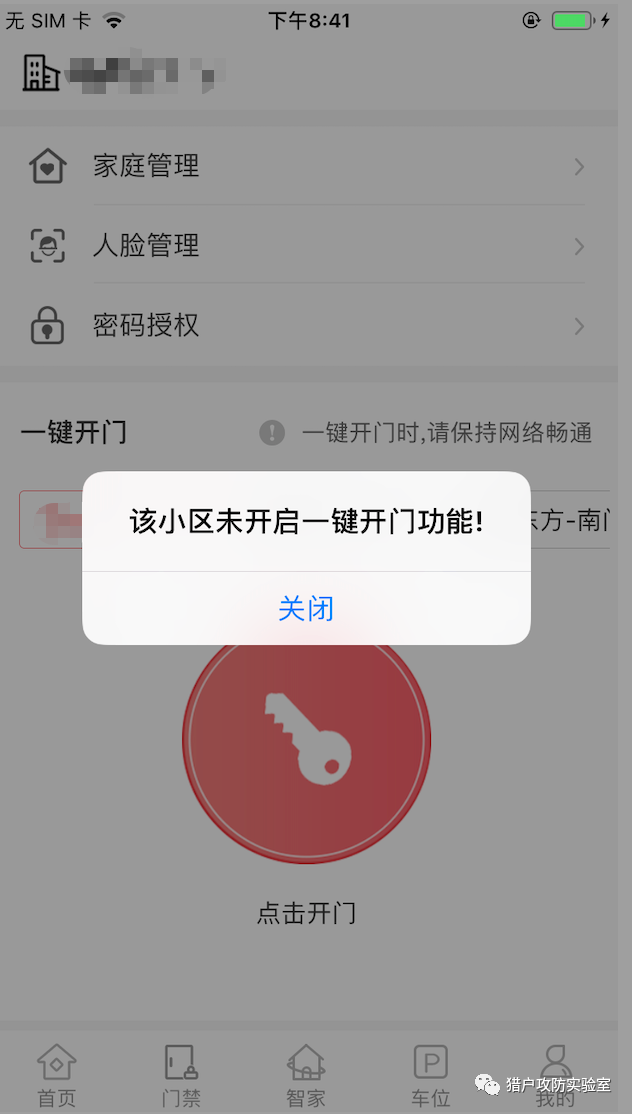 无 SIM 卡 下午8:41
家庭管理
人脸管理
密码授权
一键开门 一键开门时,请保持网络畅通
方-南门
该小区未开启一键开门功能!
关闭
点击开门
首页 门禁 智家 P 车位 我的
猎户攻防实验室